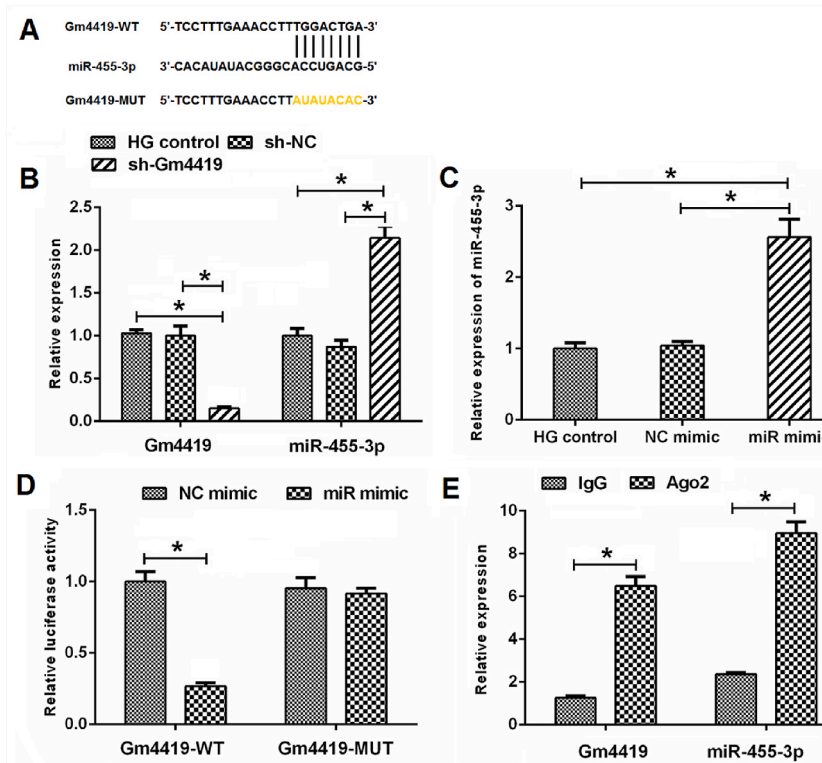 A
Gm4419-WT 5'-TCCTTTGAAACCTTTGGACTGA-3'
miR-455-3p 3'-CACAUAUACGGGCACCUGACG-5'
Gm4419-MUT 5'-TCCTTTGAAACCTTAUAUACAC-3'
HG control sh-NC
sh-Gm4419
B
Relative expression
2.5
2.0
1.5
1.0
0.5
0.0
*
*
*
*
Gm4419 miR-455-3p
C
Relative expression of miR-455-3p
3
2
1
0
*
*
HG control NC mimic miR mimi
D
NC mimic miR mimic
Relative luciferase activity
1.5
1.0
0.5
0.0
*
Gm4419-WT Gm4419-MUT
E
IgG Ago2
Relative expression
10
8
6
4
2
0
*
*
Gm4419 miR-455-3p